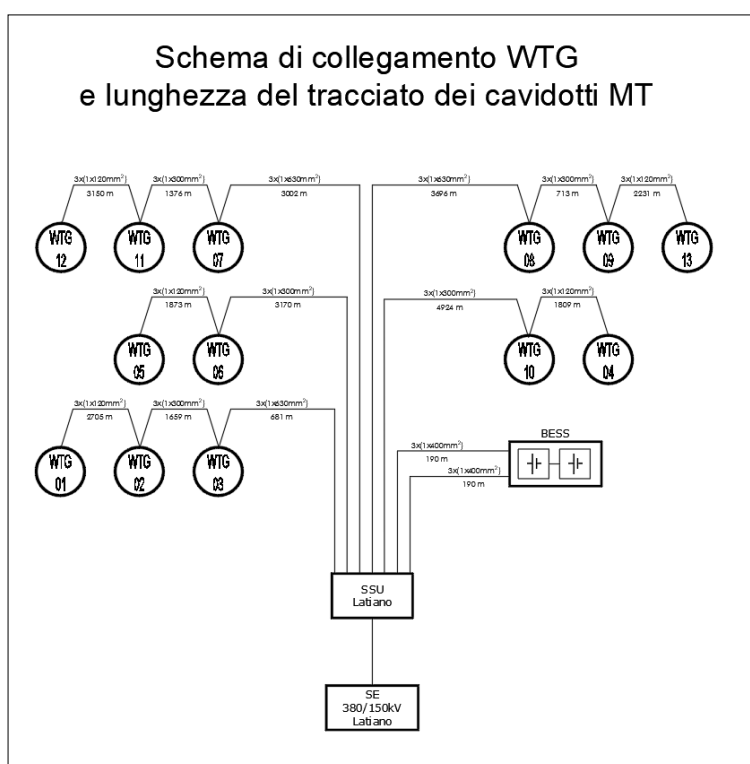 Schema di collegamento WTG
e lunghezza del tracciato dei cavidotti MT
3x(1x120mm²)
3150 m
3x(1x300mm²)
1376 m
3x(1x630mm²)
3002 m
3x(1x630mm²)
3696 m
3x(1x300mm²)
713 m
3x(1x120mm²)
2231 m
WTG
12
WTG
11
WTG
07
WTG
08
WTG
09
WTG
13
3x(1x120mm²)
1873 m
3x(1x300mm²)
3170 m
3x(1x300mm²)
4924 m
3x(1x120mm²)
1809 m
WTG
05
WTG
06
WTG
10
WTG
04
3x(1x120mm²)
2705 m
3x(1x300mm²)
1659 m
3x(1x630mm²)
681 m
WTG
01
WTG
02
WTG
03
BESS
3x(1x400mm²)
190 m
3x(1x400mm²)
190 m
SSU
Latiano
SE
380/150kV
Latiano